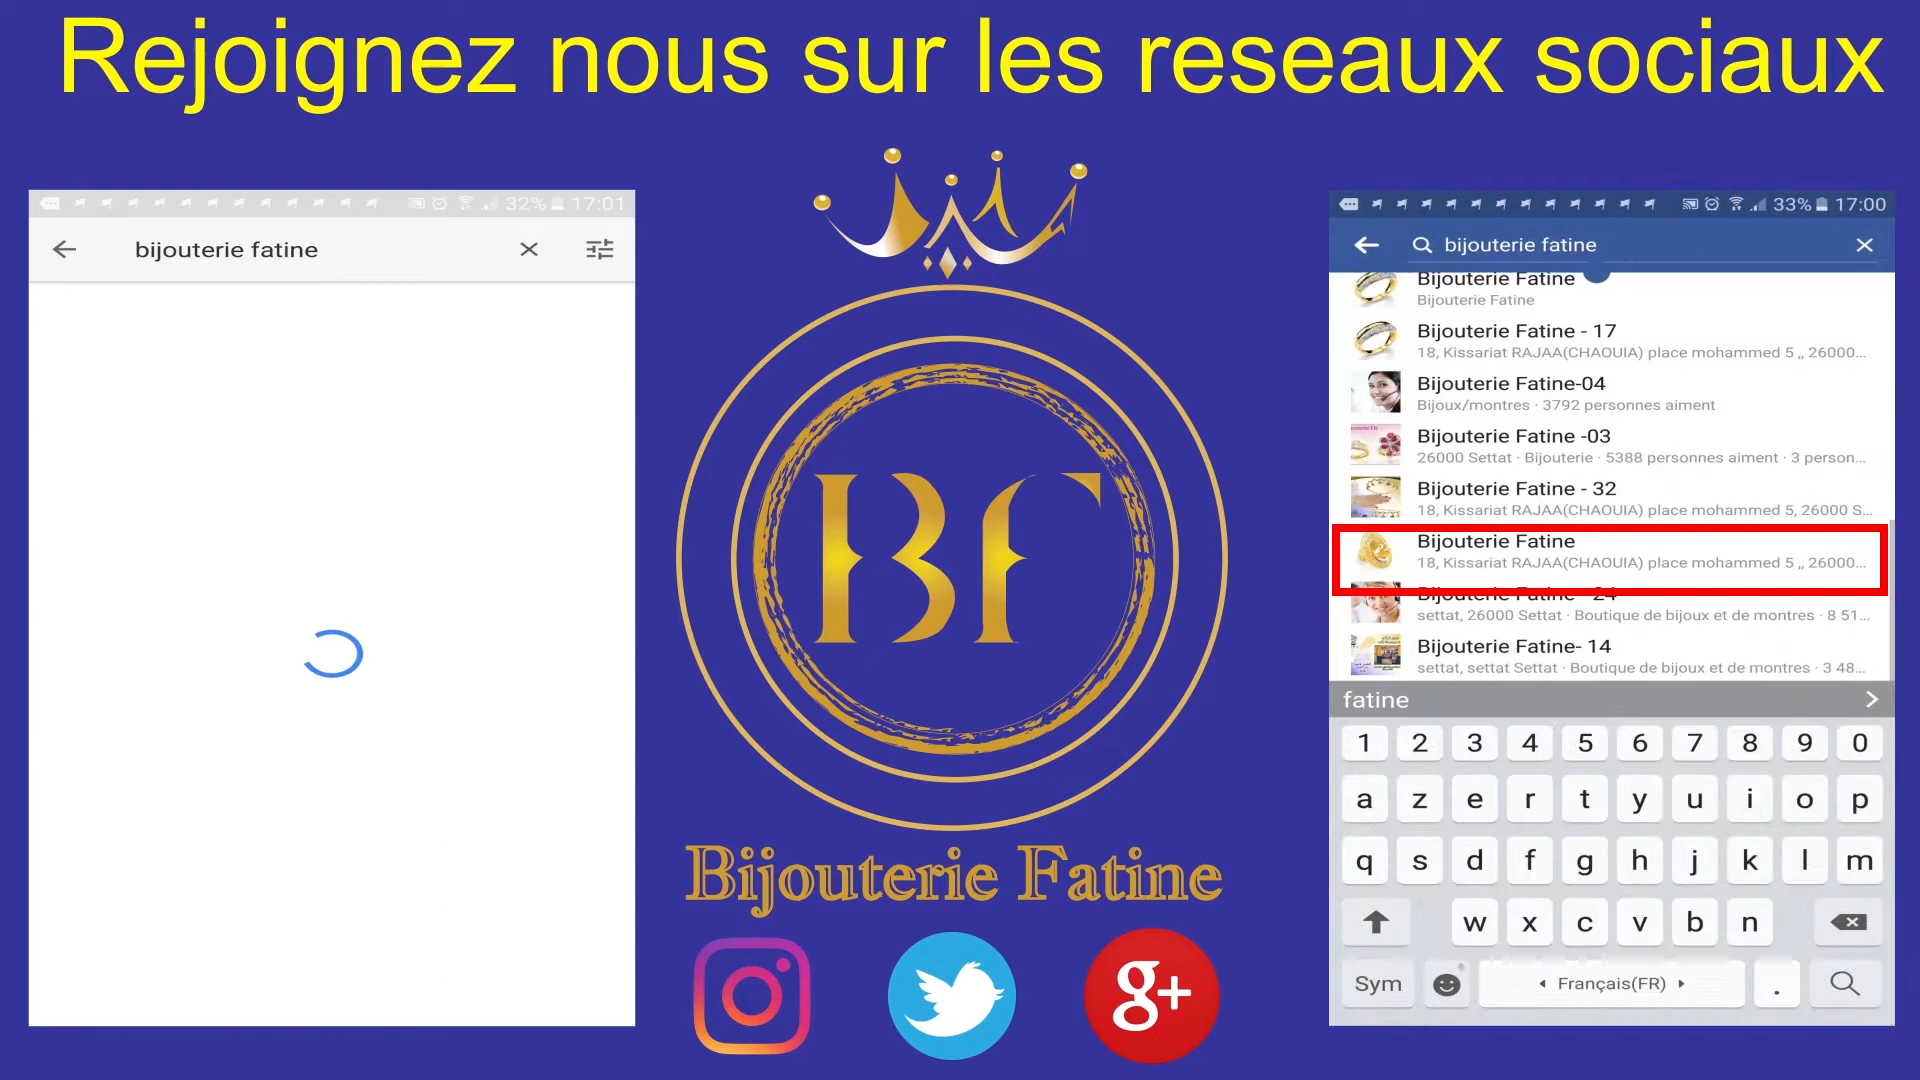 Rejoignez nous sur les reseaux sociaux
32% 17:01
bijouterie fatine
BF
Bijouterie Fatine
g+
33% 17:00
bijouterie fatine
Bijouterie Fatine
Bijouterie Fatine
Bijouterie Fatine - 17
18, Kissariat RAJAA(CHAOUIA) place mohammed 5 ,, 26000...
Bijouterie Fatine-04
Bijoux/montres · 3792 personnes aiment
Bijouterie Fatine -03
26000 Settat · Bijouterie · 5388 personnes aiment · 3 person...
Bijouterie Fatine - 32
18, Kissariat RAJAA(CHAOUIA) place mohammed 5, 26000 S...
Bijouterie Fatine
18, Kissariat RAJAA(CHAOUIA) place mohammed 5 ,, 26000...
Bijouterie Fatine - 24
settat, 26000 Settat · Boutique de bijoux et de montres · 8 51...
Bijouterie Fatine- 14
settat, settat Settat · Boutique de bijoux et de montres · 3 48...
fatine
1 2 3 4 5 6 7 8 9 0
a z e r t y u i o p
q s d f g h j k l m
w x c v b n
Sym Français(FR) .